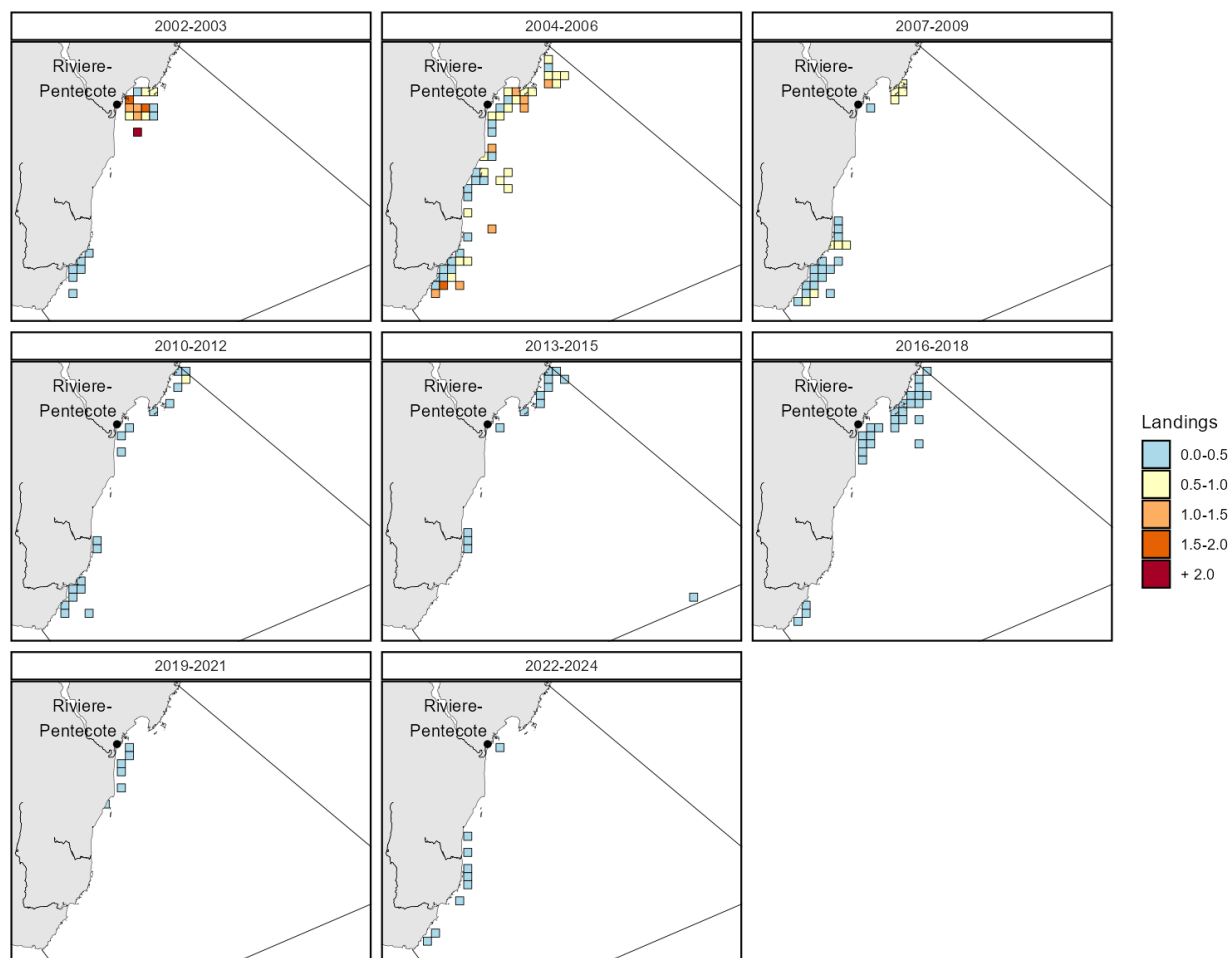 2002-2003
2004-2006
2007-2009
Riviere-
Pentecote
Riviere-
Pentecote
Riviere-
Pentecote
2010-2012
2013-2015
2016-2018
Riviere-
Pentecote
Riviere-
Pentecote
Riviere-
Pentecote
Landings
0.0-0.5
0.5-1.0
1.0-1.5
1.5-2.0
+ 2.0
2019-2021
2022-2024
Riviere-
Pentecote
Riviere-
Pentecote